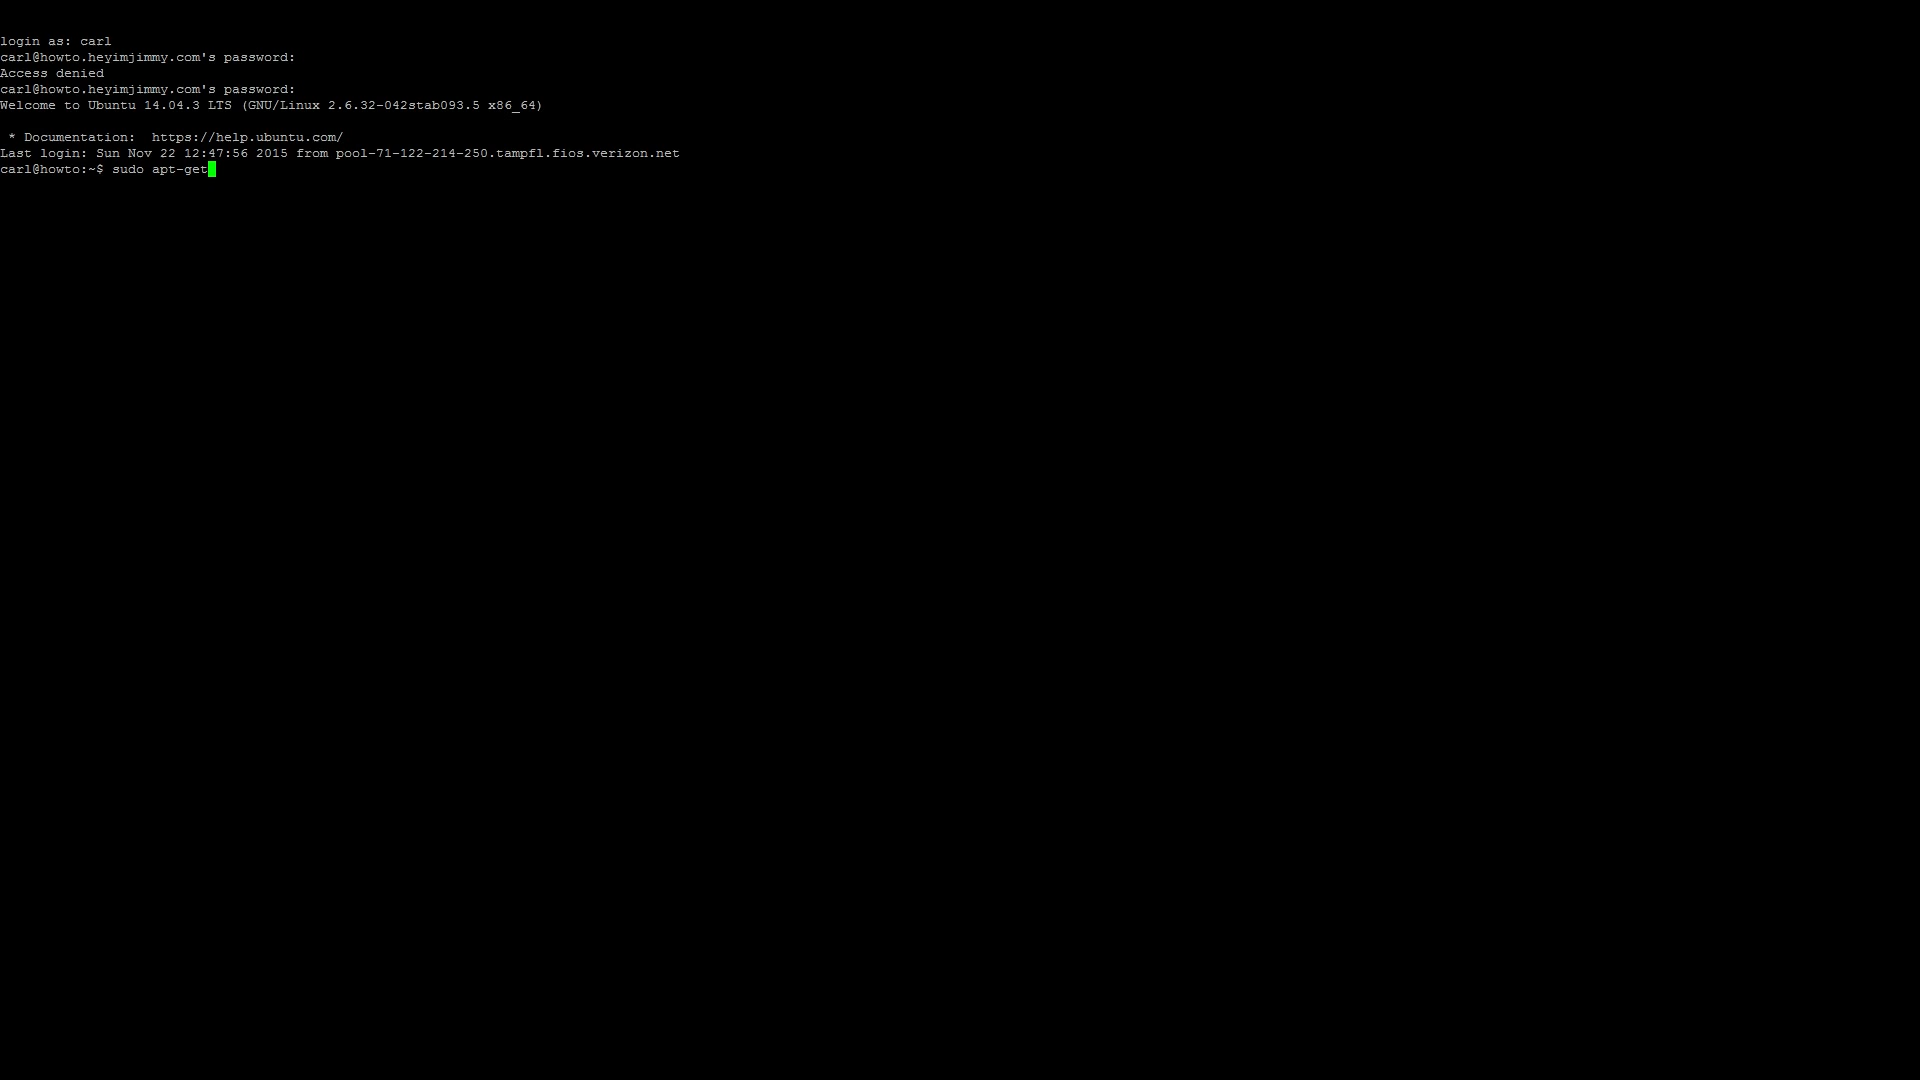 login as: carl
carl@howto.heyimjimmy.com's password:
Access denied
carl@howto.heyimjimmy.com's password:
Welcome to Ubuntu 14.04.3 LTS (GNU/Linux 2.6.32-042stab093.5 x86_64)

 * Documentation:  https://help.ubuntu.com/
Last login: Sun Nov 22 12:47:56 2015 from pool-71-122-214-250.tampfl.fios.verizon.net
carl@howto:~$ sudo apt-get